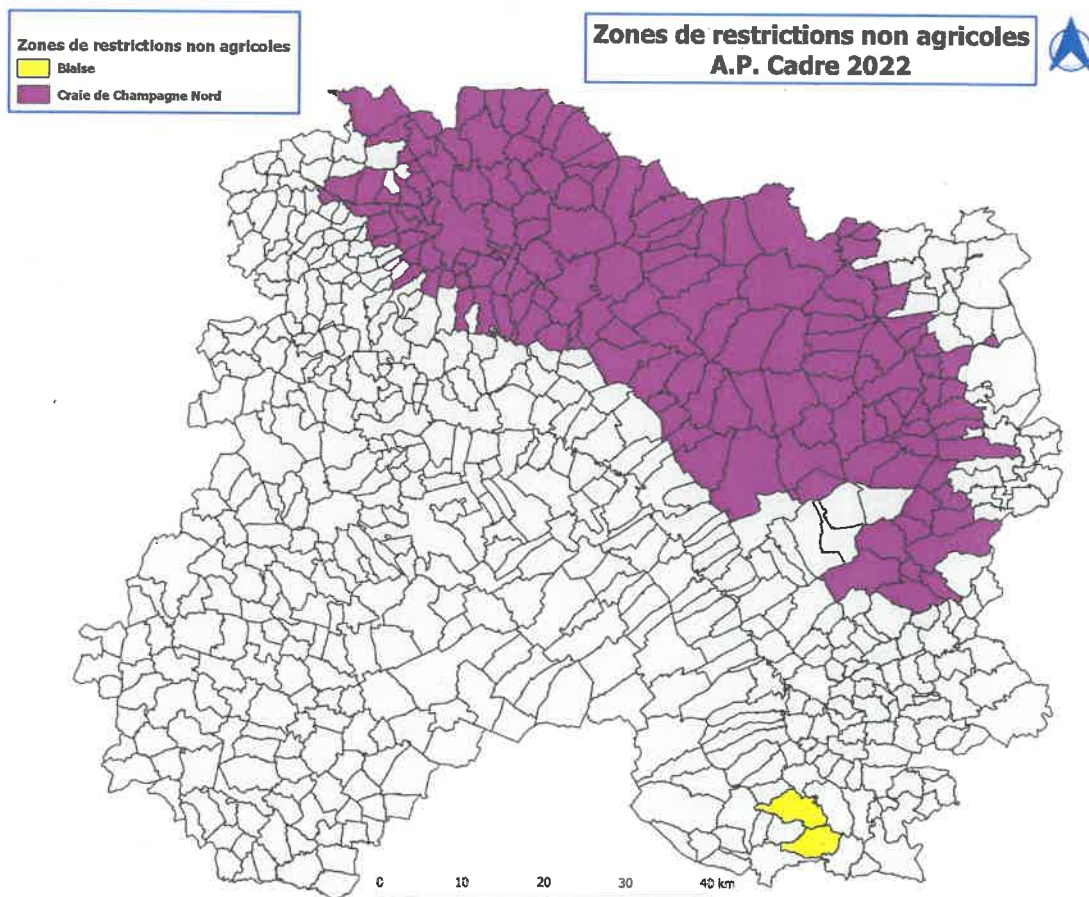 Zones de restrictions non agricoles
Blaise
Craie de Champagne Nord
Zones de restrictions non agricoles
A.P. Cadre 2022
0 10 20 30 40 km